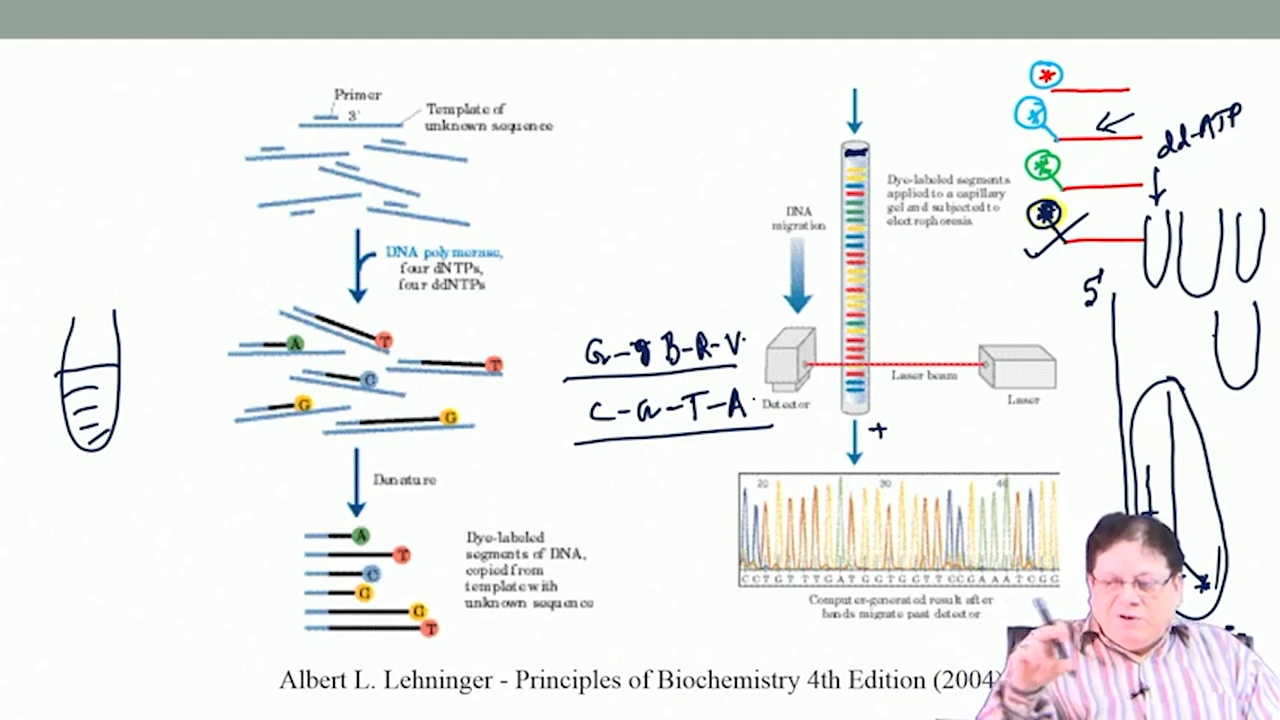 Primer
3'
Template of
unknown sequence
DNA polymerase,
four dNTPs,
four ddNTPs
A
T
T
C
G
G
Denature
A
T
C
G
G
T
Dye-labeled
segments of DNA,
copied from
template with
unknown sequence
G-g B-R-V.
C-G-T-A.
DNA
migration
Dye-labeled segments
applied to a capillary
gel and subjected to
electrophoresis
Detector
Laser beam
Laser
+
20 30 40
CCTGTTTGATGGTGGTTCCGAAATCGG
Computer-generated result after
bands migrate past detector
dd-ATP
5'
Albert L. Lehninger - Principles of Biochemistry 4th Edition (2004)